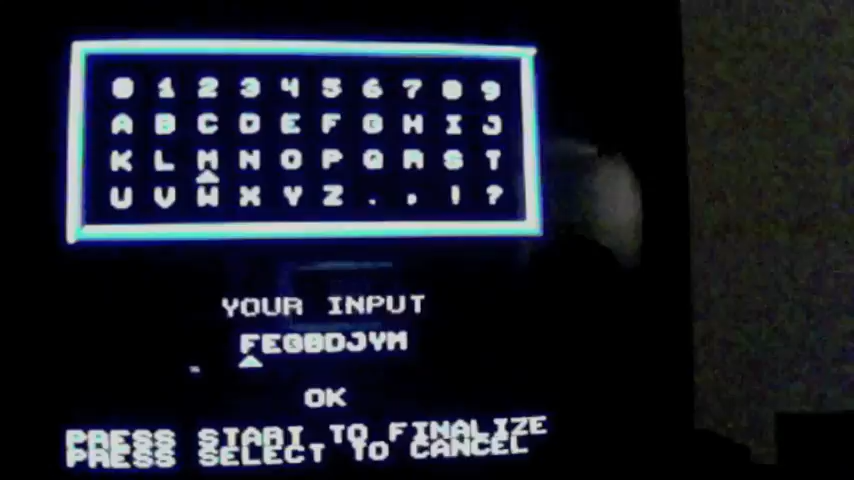 0 1 2 3 4 5 6 7 8 9
A B C D E F G H I J
K L M N O P Q R S T
U V W X Y Z . , ! ?
YOUR INPUT
OK
PRESS START TO FINALIZE
PRESS SELECT TO CANCEL